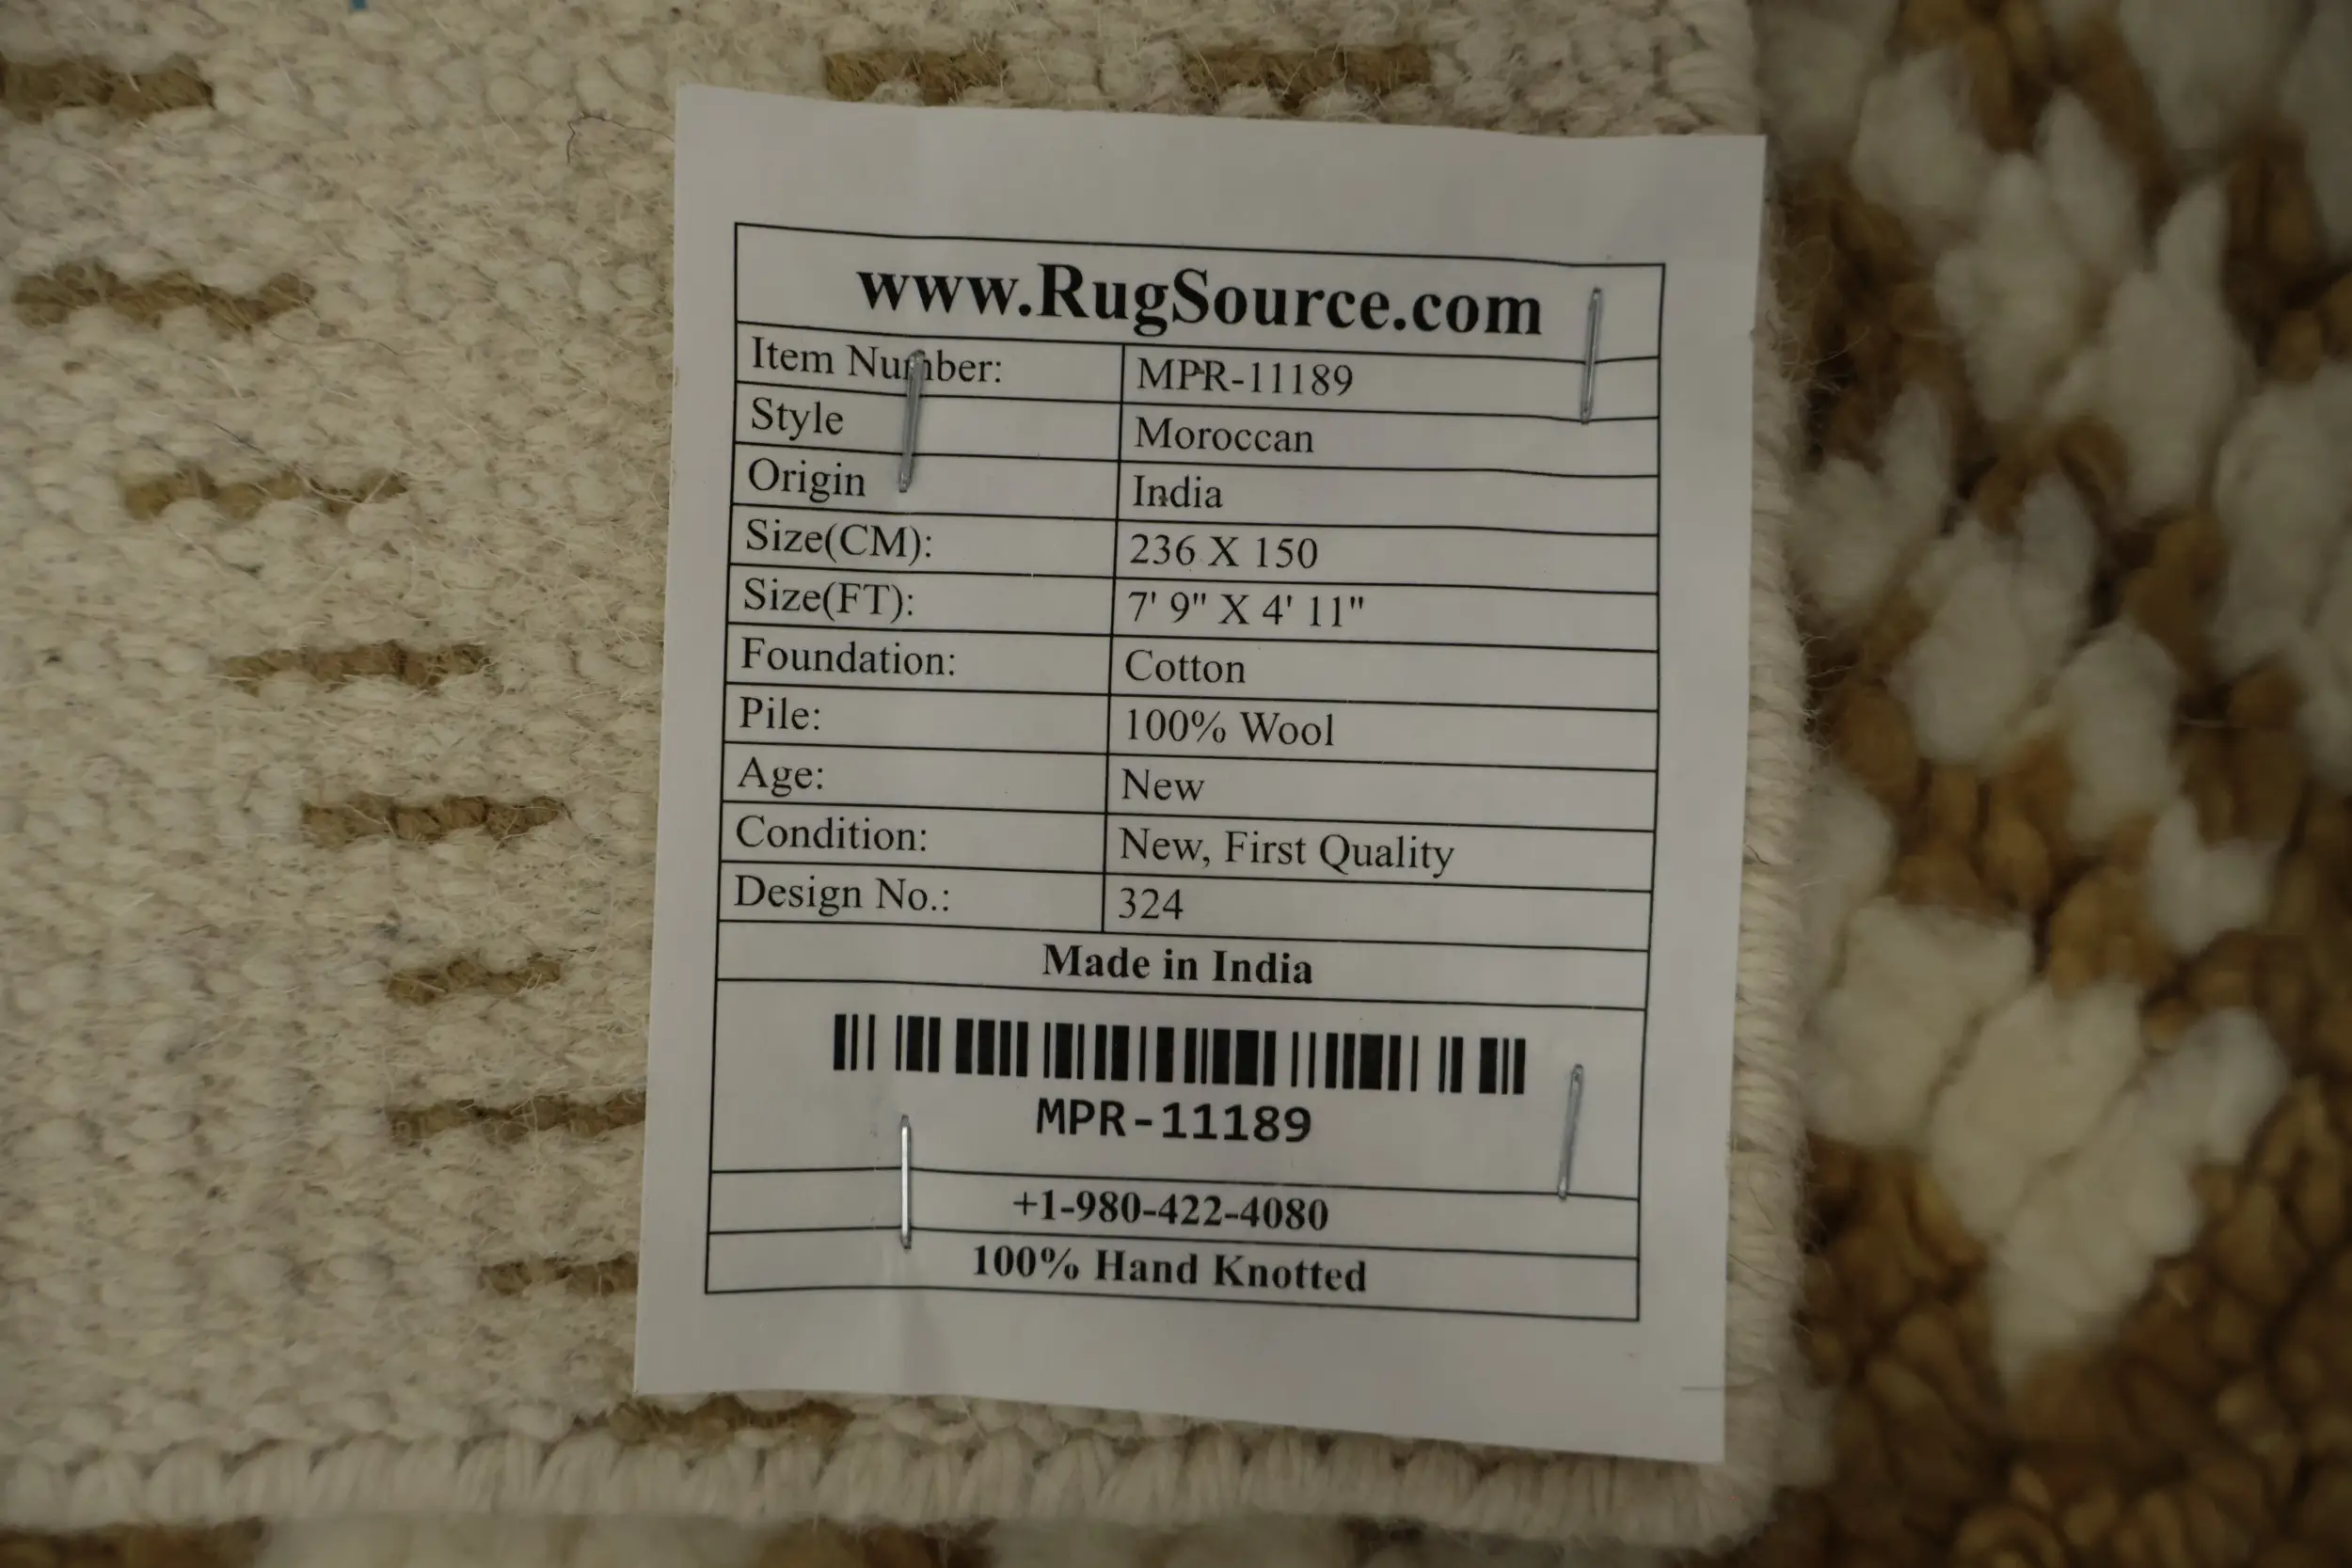 www.RugSource.com
Item Number: MPR-11189
Style Moroccan
Origin India
Size(CM): 236 X 150
Size(FT): 7' 9" X 4' 11"
Foundation: Cotton
Pile: 100% Wool
Age: New
Condition: New, First Quality
Design No.: 324
Made in India
MPR-11189
+1-980-422-4080
100% Hand Knotted